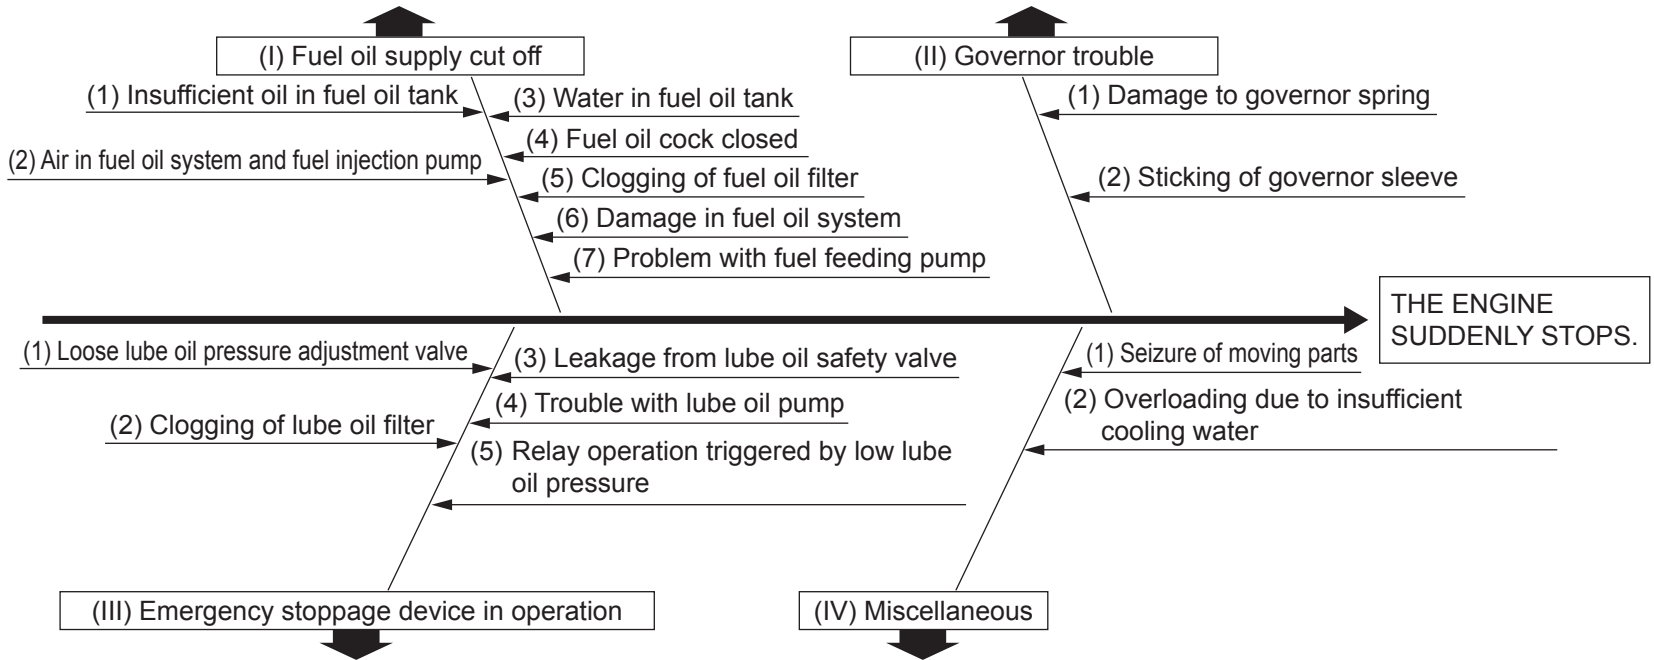 (I) Fuel oil supply cut off
(II) Governor trouble
(1) Insufficient oil in fuel oil tank
(3) Water in fuel oil tank
(1) Damage to governor spring
(4) Fuel oil cock closed
(2) Air in fuel oil system and fuel injection pump
(5) Clogging of fuel oil filter
(2) Sticking of governor sleeve
(6) Damage in fuel oil system
(7) Problem with fuel feeding pump
THE ENGINE
SUDDENLY STOPS.
(1) Loose lube oil pressure adjustment valve
(3) Leakage from lube oil safety valve
(1) Seizure of moving parts
(4) Trouble with lube oil pump
(2) Overloading due to insufficient
cooling water
(2) Clogging of lube oil filter
(5) Relay operation triggered by low lube
oil pressure
(III) Emergency stoppage device in operation
(IV) Miscellaneous